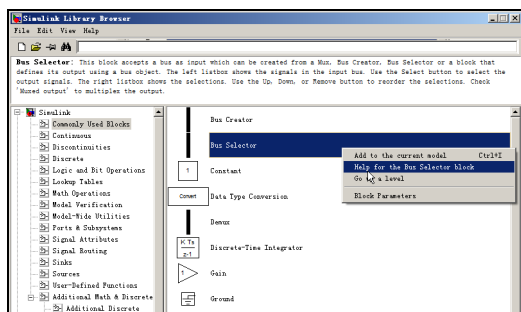 Simulink Library Browser
File Edit View Help
Bus Selector: This block accepts a bus as input which can be created from a Mux, Bus Creator, Bus Selector or a block that
defines its output using a bus object. The left listbox shows the signals in the input bus. Use the Select button to select the
output signals. The right listbox shows the selections. Use the Up, Down, or Remove button to reorder the selections. Check
'Muxed output' to multiplex the output.
Simulink
Commonly Used Blocks
Continuous
Discontinuities
Discrete
Logic and Bit Operations
Lookup Tables
Math Operations
Model Verification
Model-Wide Utilities
Ports & Subsystems
Signal Attributes
Signal Routing
Sinks
Sources
User-Defined Functions
Additional Math & Discrete
Additional Discrete
Bus Creator
Bus Selector
1 Constant
Convert Data Type Conversion
Demux
K Ts
z-1
Discrete-Time Integrator
1 Gain
Ground
Add to the current model Ctrl+I
Help for the Bus Selector block
Go a level
Block Parameters